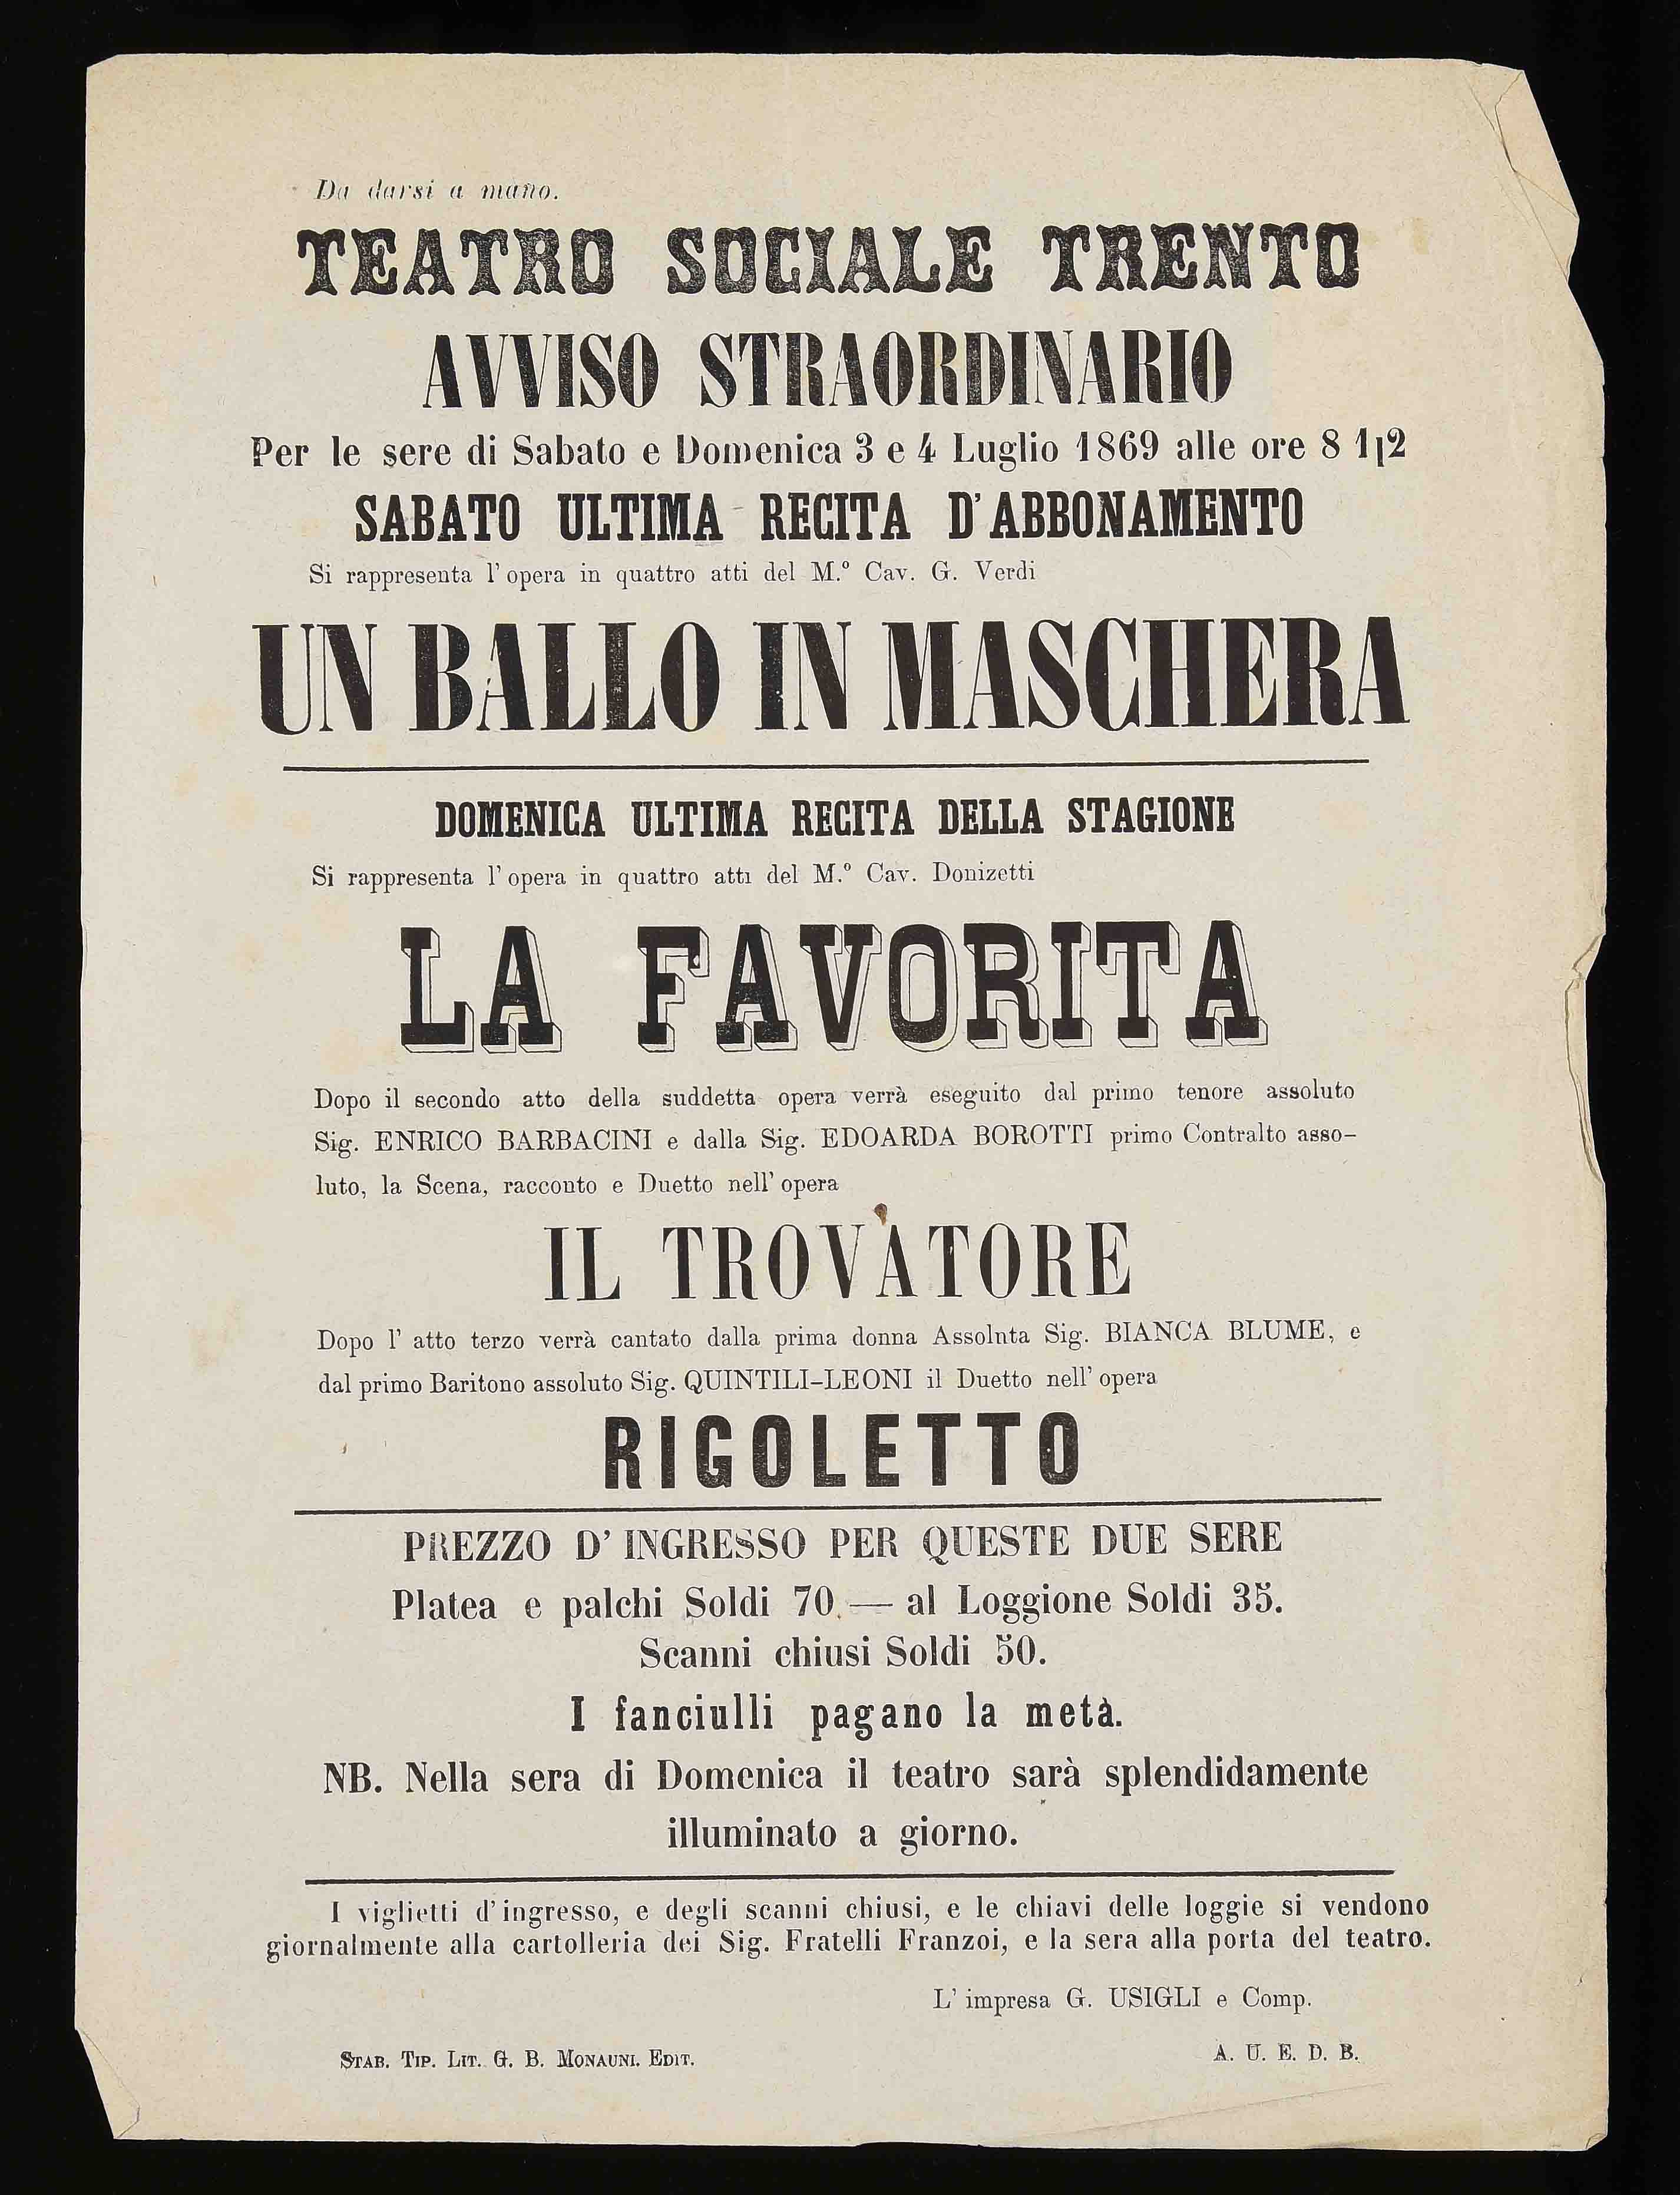 Da darsi a mano.
TEATRO SOCIALE TRENTO
AVVISO STRAORDINARIO
Per le sere di Sabato e Domenica 3 e 4 Luglio 1869 alle ore 8 1|2
SABATO ULTIMA RECITA D'ABBONAMENTO
Si rappresenta l'opera in quattro atti del M.º Cav. G. Verdi
UN BALLO IN MASCHERA
DOMENICA ULTIMA RECITA DELLA STAGIONE
Si rappresenta l'opera in quattro atti del M.º Cav. Donizetti
LA FAVORITA
Dopo il secondo atto della suddetta opera verrà eseguito dal primo tenore assoluto
Sig. ENRICO BARBACINI e dalla Sig. EDOARDA BOROTTI primo Contralto asso-
luto, la Scena, racconto e Duetto nell'opera
IL TROVATORE
Dopo l'atto terzo verrà cantato dalla prima donna Assoluta Sig. BIANCA BLUME, e
dal primo Baritono assoluto Sig. QUINTILI-LEONI il Duetto nell'opera
RIGOLETTO
PREZZO D'INGRESSO PER QUESTE DUE SERE
Platea e palchi Soldi 70. — al Loggione Soldi 35.
Scanni chiusi Soldi 50.
I fanciulli pagano la metà.
NB. Nella sera di Domenica il teatro sarà splendidamente
illuminato a giorno.
I viglietti d'ingresso, e degli scanni chiusi, e le chiavi delle loggie si vendono
giornalmente alla cartolleria dei Sig. Fratelli Franzoi, e la sera alla porta del teatro.
L'impresa G. USIGLI e Comp.
STAB. TIP. LIT. G. B. MONAUNI. EDIT.
A. U. E. D. B.